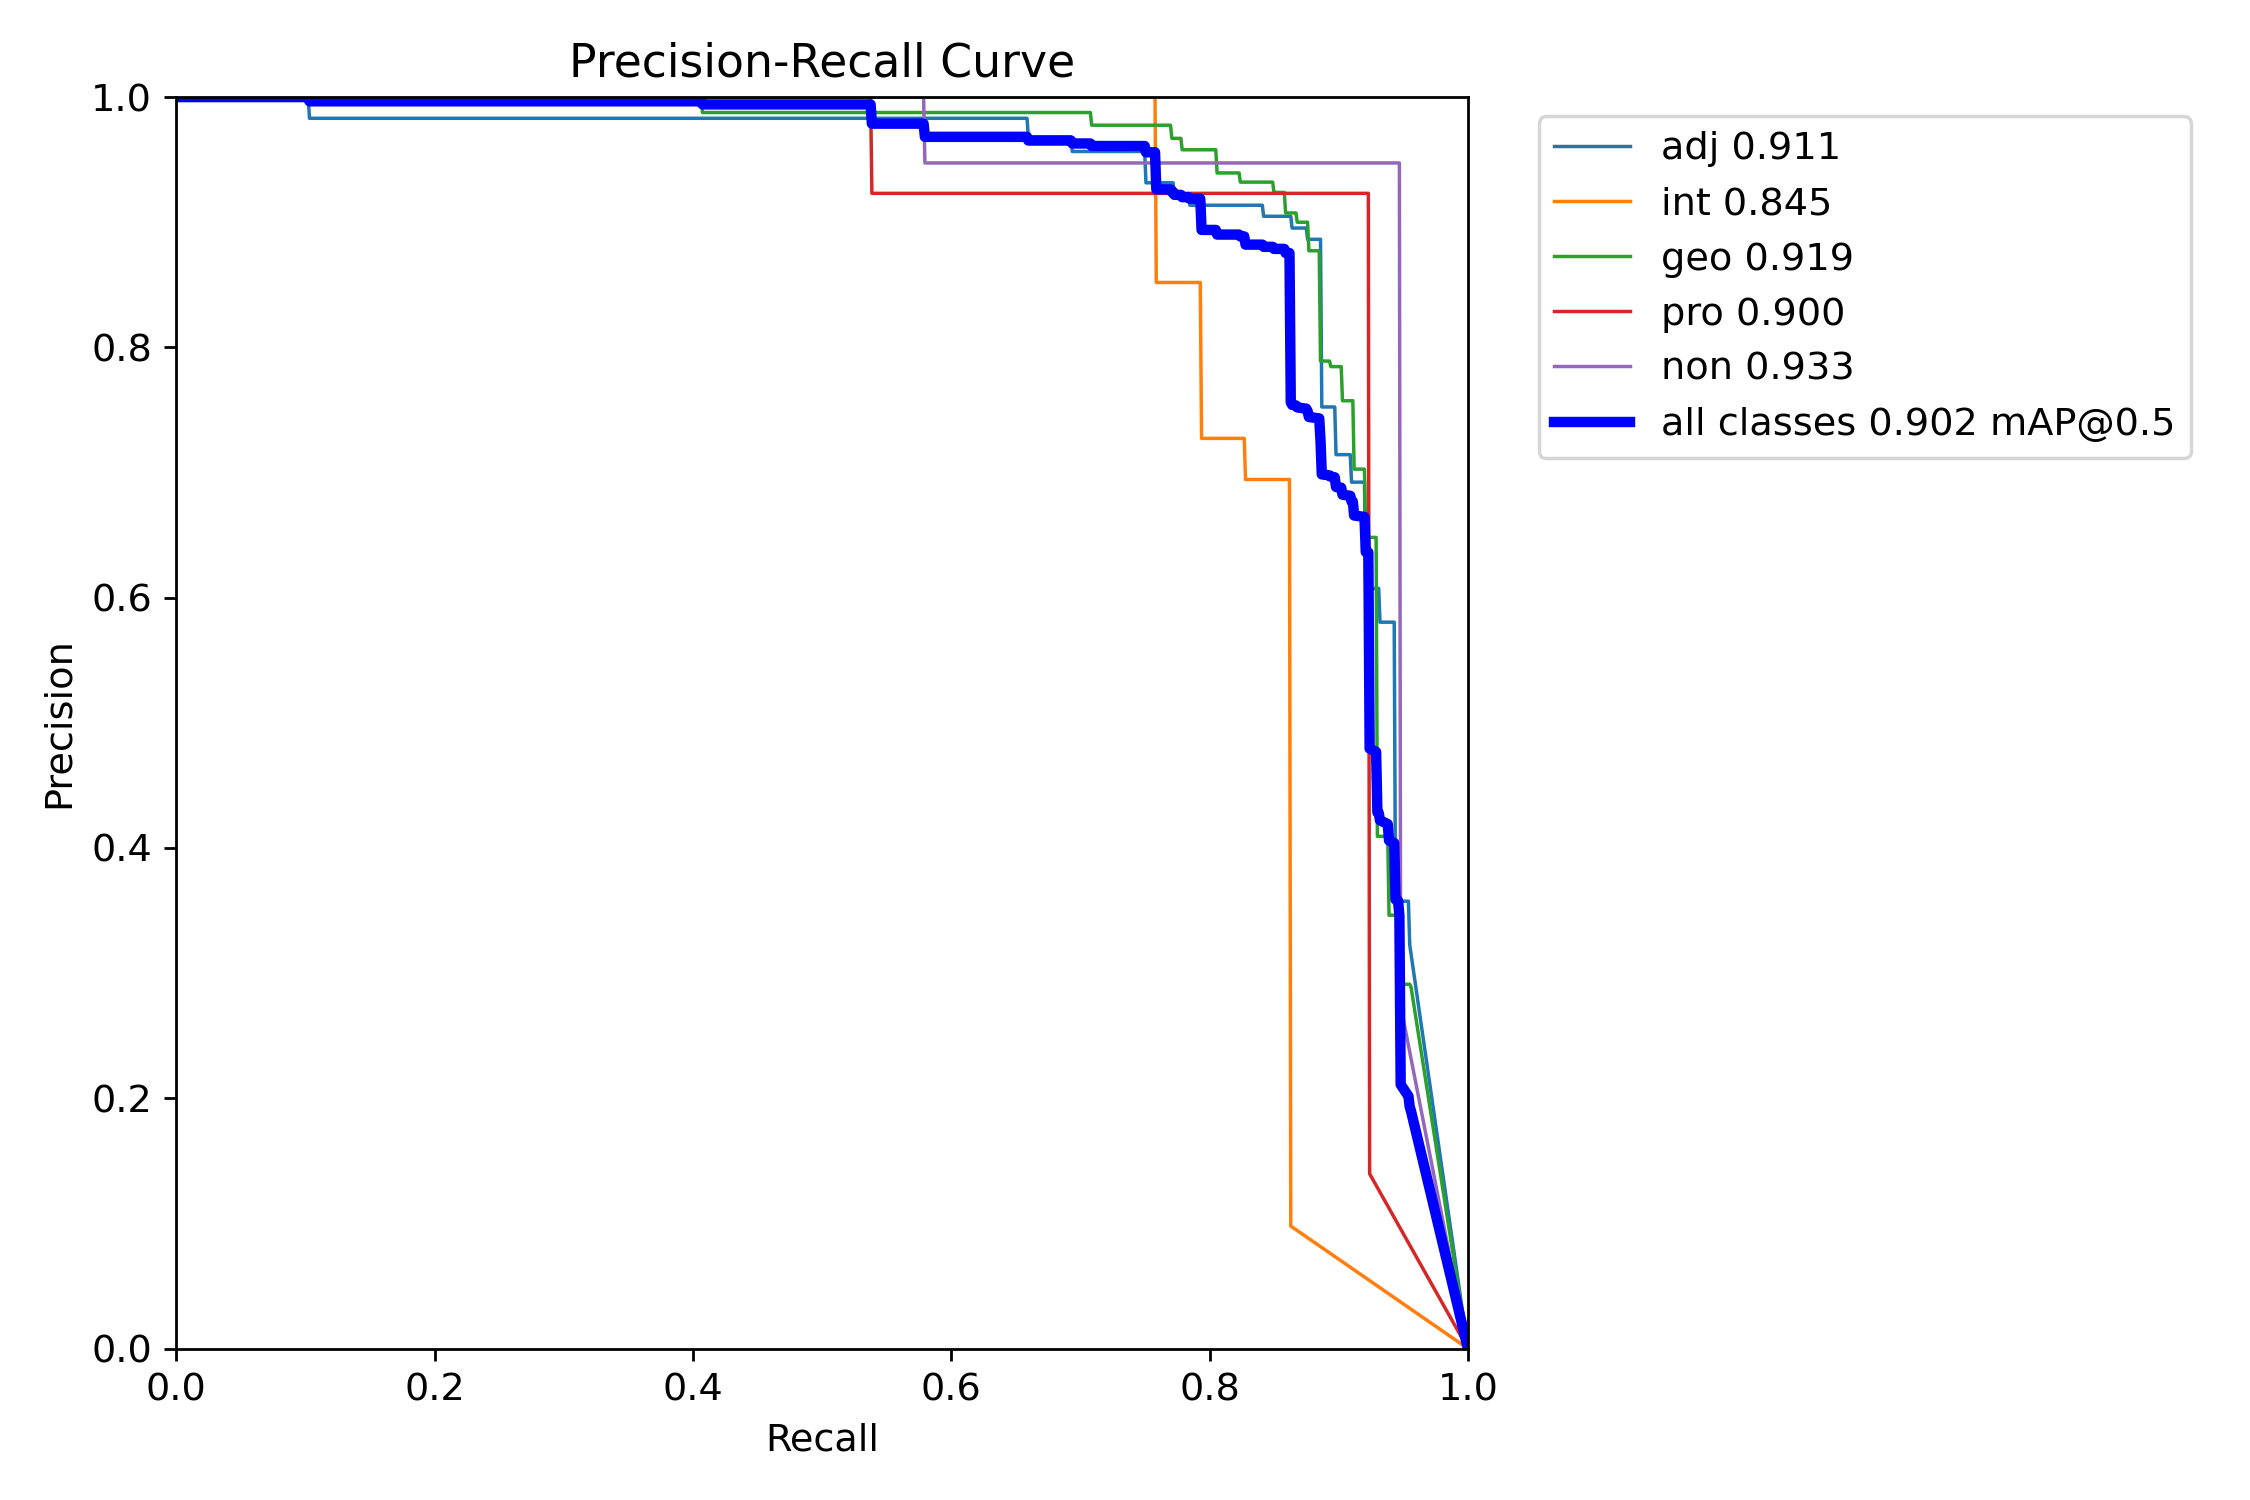 Precision-Recall Curve
1.0
0.8
0.6
0.4
0.2
0.0
Precision
0.0 0.2 0.4 0.6 0.8 1.0
Recall
adj 0.911
int 0.845
geo 0.919
pro 0.900
non 0.933
all classes 0.902 mAP@0.5